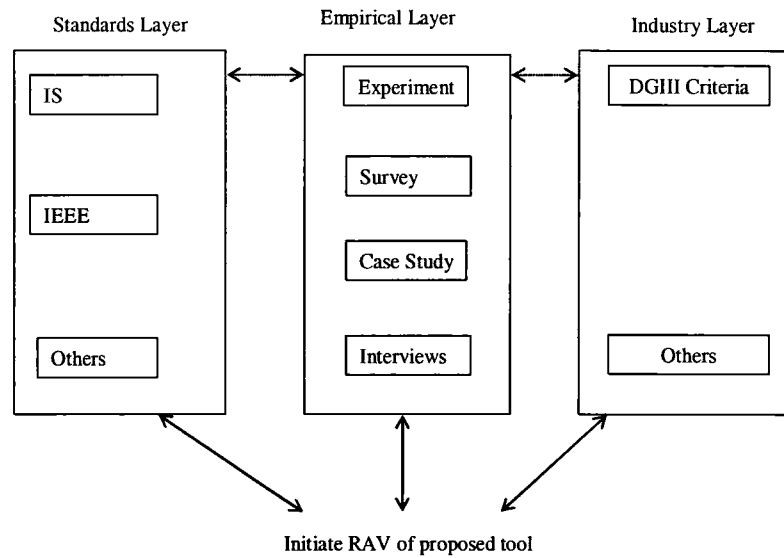 Standards Layer
Empirical Layer
Industry Layer
IS
Experiment
DGIII Criteria
Survey
IEEE
Case Study
Others
Interviews
Others
Initiate RAV of proposed tool